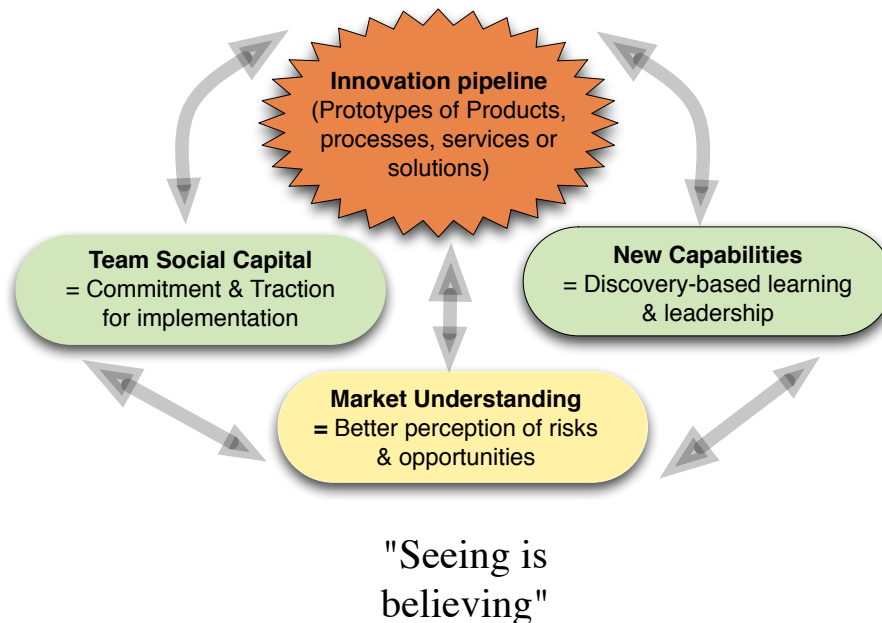 Innovation pipeline
(Prototypes of Products,
processes, services or
solutions)
Team Social Capital
= Commitment & Traction
for implementation
New Capabilities
= Discovery-based learning
& leadership
Market Understanding
= Better perception of risks
& opportunities
"Seeing is
believing"